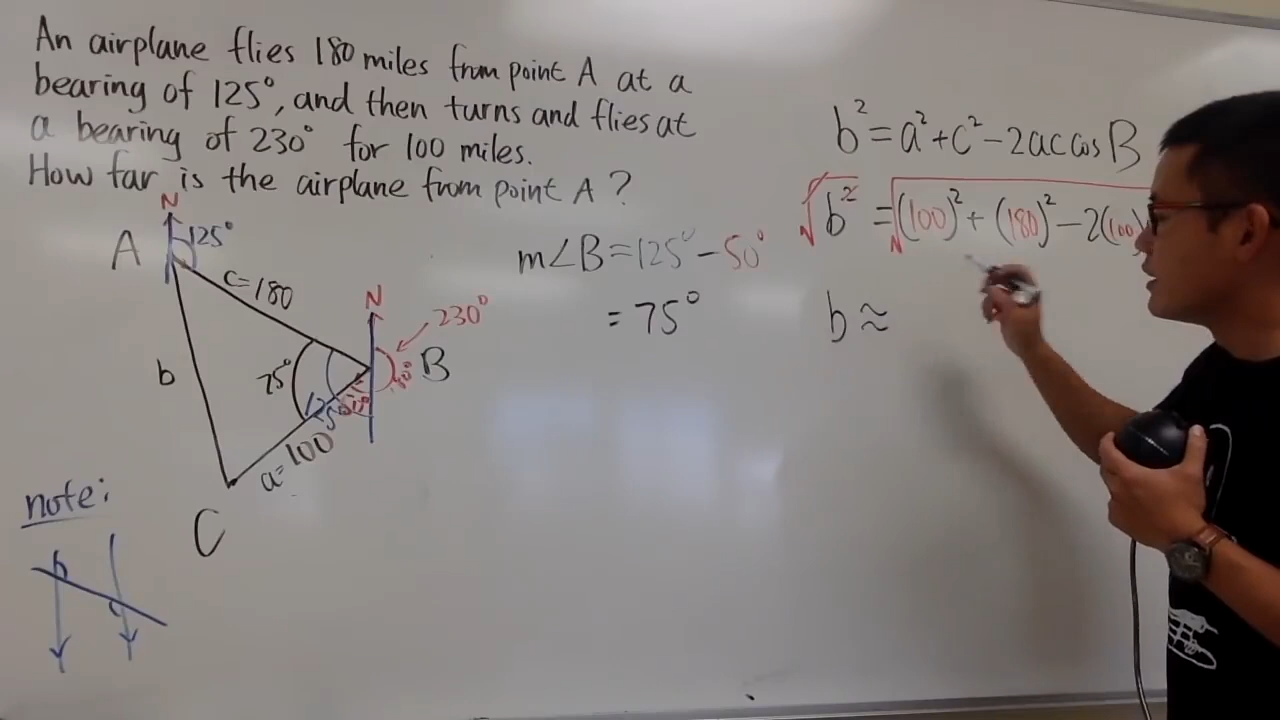 An airplane flies 180 miles from point A at a
bearing of 125°, and then turns and flies at
a bearing of 230° for 100 miles.
How far is the airplane from point A?
N
A
125°
c=180
b
75°
125°
50°
a=100
C
N
230°
B
m∠B=125°-50°
=75°
b²=a²+c²-2ac cos B
√b² = √(100)²+(180)²-2(100)
b≈
note: